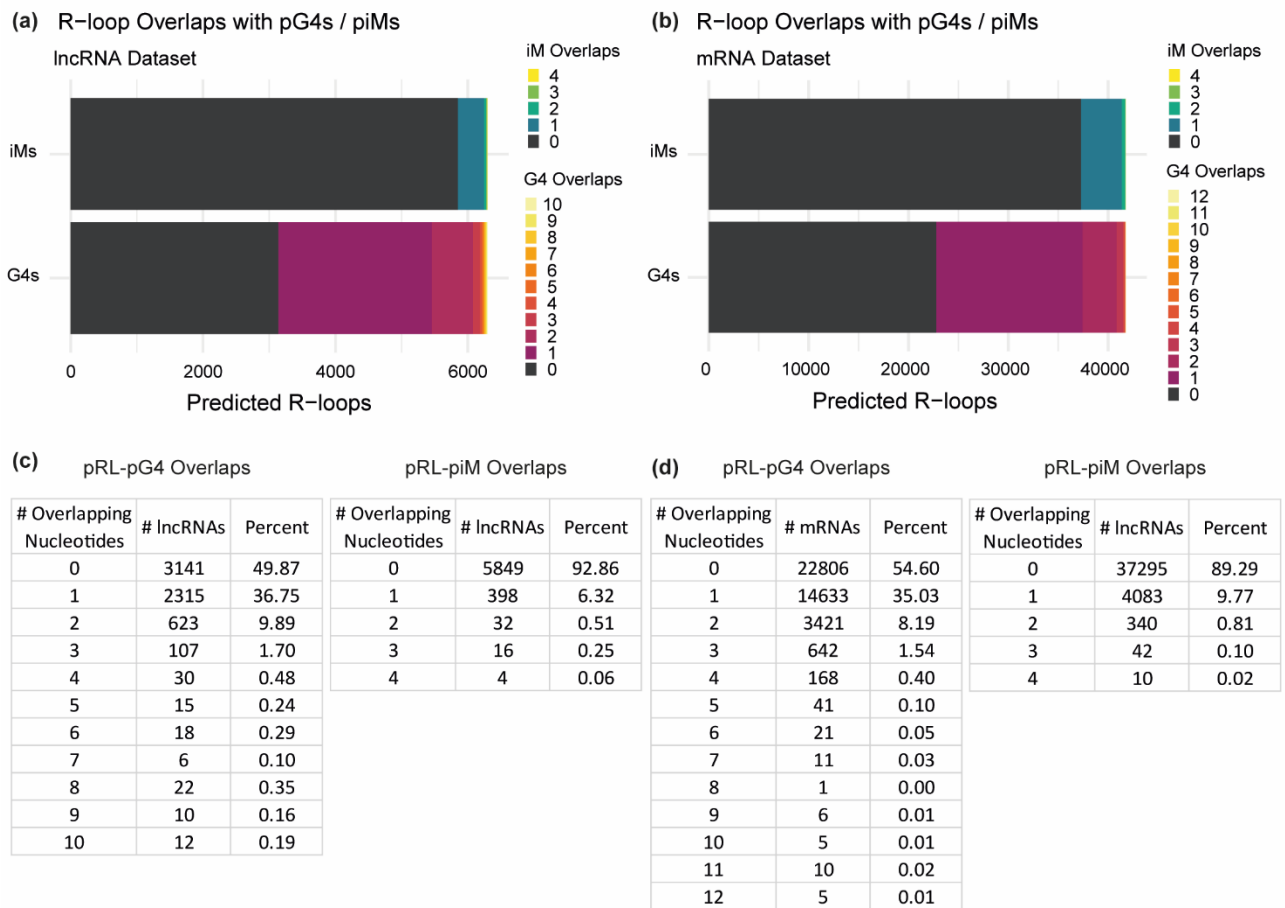 (a) R−loop Overlaps with pG4s / piMs
lncRNA Dataset
iM Overlaps
4
3
2
1
0
G4 Overlaps
10
9
8
7
6
5
4
3
2
1
0
iMs
G4s
0 2000 4000 6000
Predicted R−loops
(b) R−loop Overlaps with pG4s / piMs
mRNA Dataset
iM Overlaps
4
3
2
1
0
G4 Overlaps
12
11
10
9
8
7
6
5
4
3
2
1
0
iMs
G4s
0 10000 20000 30000 40000
Predicted R−loops
(c) pRL-pG4 Overlaps
# Overlapping
Nucleotides # lncRNAs Percent
0 3141 49.87
1 2315 36.75
2 623 9.89
3 107 1.70
4 30 0.48
5 15 0.24
6 18 0.29
7 6 0.10
8 22 0.35
9 10 0.16
10 12 0.19
pRL-piM Overlaps
# Overlapping
Nucleotides # lncRNAs Percent
0 5849 92.86
1 398 6.32
2 32 0.51
3 16 0.25
4 4 0.06
(d) pRL-pG4 Overlaps
# Overlapping
Nucleotides # mRNAs Percent
0 22806 54.60
1 14633 35.03
2 3421 8.19
3 642 1.54
4 168 0.40
5 41 0.10
6 21 0.05
7 11 0.03
8 1 0.00
9 6 0.01
10 5 0.01
11 10 0.02
12 5 0.01
pRL-piM Overlaps
# Overlapping
Nucleotides # lncRNAs Percent
0 37295 89.29
1 4083 9.77
2 340 0.81
3 42 0.10
4 10 0.02